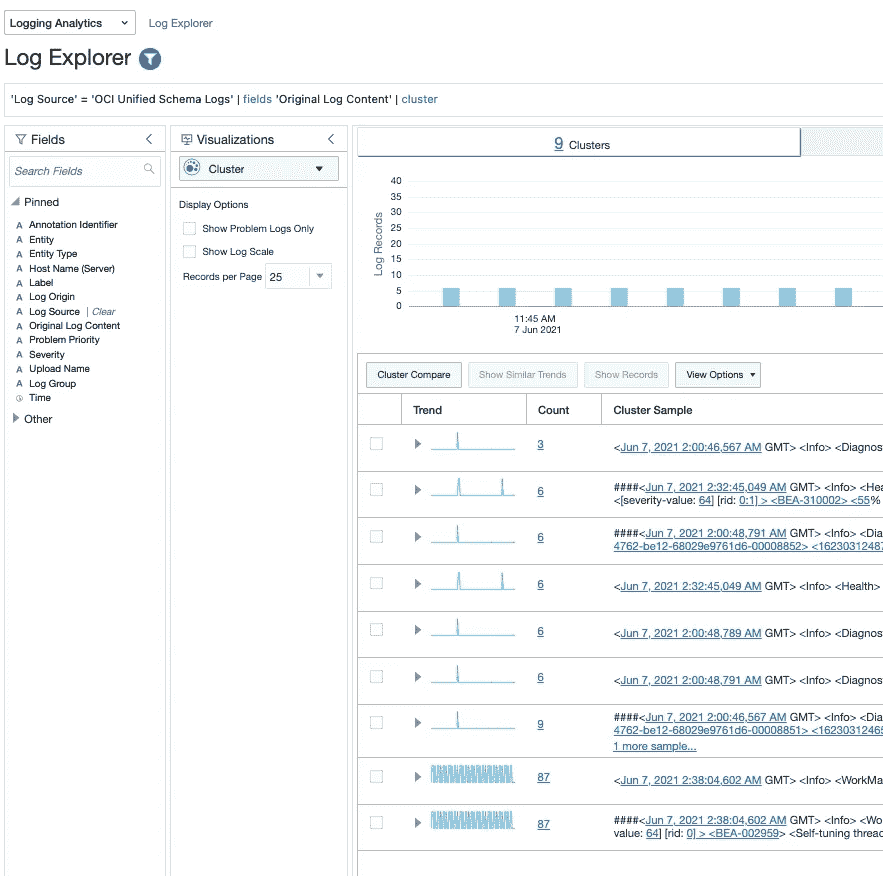 Logging Analytics
Log Explorer
Log Explorer
'Log Source' = 'OCI Unified Schema Logs' | fields 'Original Log Content' | cluster
Fields
Search Fields
Pinned
A Annotation Identifier
A Entity
A Entity Type
A Host Name (Server)
A Label
A Log Origin
A Log Source | Clear
A Original Log Content
A Problem Priority
A Severity
A Upload Name
A Log Group
Time
Other
Visualizations
Cluster
Display Options
Show Problem Logs Only
Show Log Scale
Records per Page 25
9 Clusters
Log Records
40
35
30
25
20
15
10
5
0
11:45 AM
7 Jun 2021
Cluster Compare Show Similar Trends Show Records View Options
Trend Count Cluster Sample
3 <Jun 7, 2021 2:00:46,567 AM GMT> <Info> <Diagnos
6 ####<Jun 7, 2021 2:32:45,049 AM GMT> <Info> <Hea
<[severity-value: 64] [rid: 0:1] > <BEA-310002> <55%
6 ####<Jun 7, 2021 2:00:48,791 AM GMT> <Info> <Dia
4762-be12-68029e9761d6-00008852> <16230312487
6 <Jun 7, 2021 2:32:45,049 AM GMT> <Info> <Health>
6 <Jun 7, 2021 2:00:48,789 AM GMT> <Info> <Diagnos
6 <Jun 7, 2021 2:00:48,791 AM GMT> <Info> <Diagnos
9 ####<Jun 7, 2021 2:00:46,567 AM GMT> <Info> <Dia
4762-be12-68029e9761d6-00008851> <16230312465
1 more sample...
87 <Jun 7, 2021 2:38:04,602 AM GMT> <Info> <WorkMa
87 ####<Jun 7, 2021 2:38:04,602 AM GMT> <Info> <Wo
value: 64] [rid: 0] > <BEA-002959> <Self-tuning thread